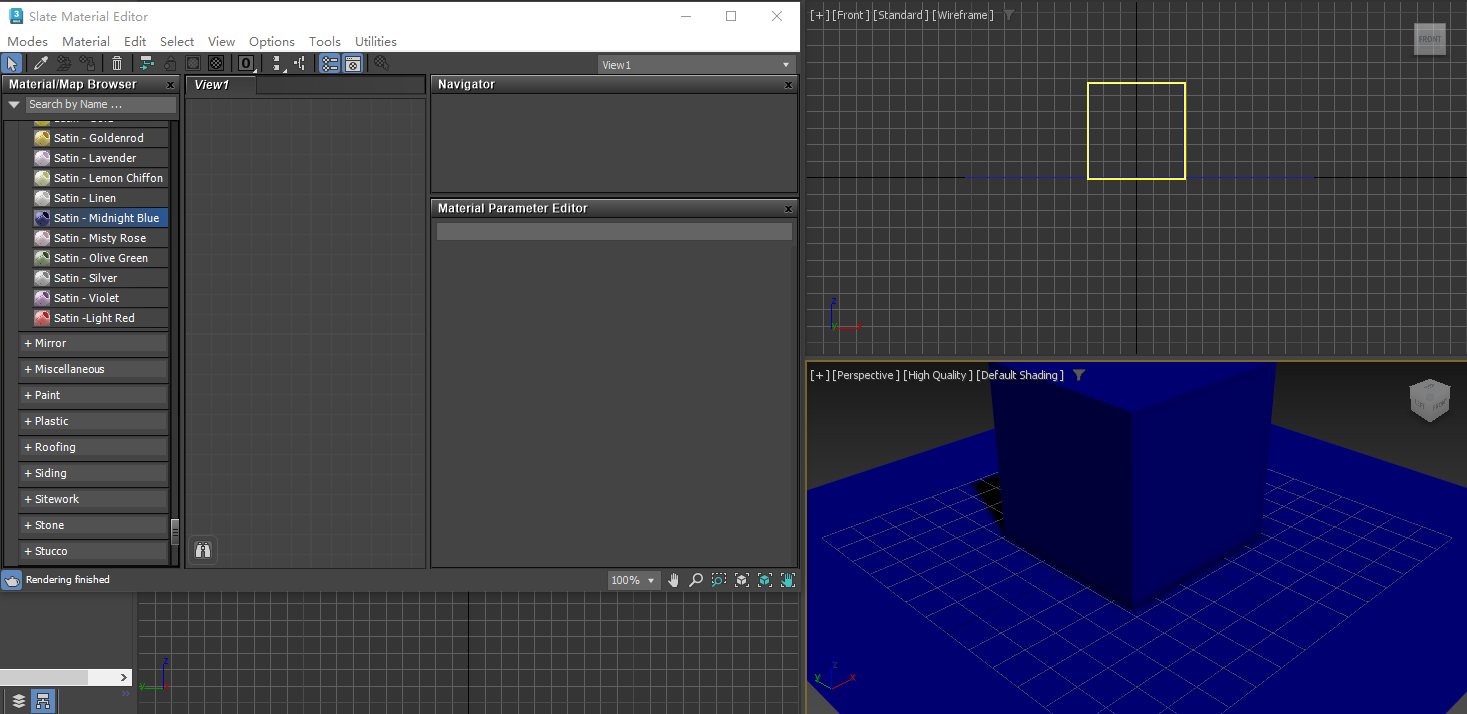 Slate Material Editor
Modes Material Edit Select View Options Tools Utilities
0
View1
Material/Map Browser x
Search by Name ...
Satin - Goldenrod
Satin - Lavender
Satin - Lemon Chiffon
Satin - Linen
Satin - Midnight Blue
Satin - Misty Rose
Satin - Olive Green
Satin - Silver
Satin - Violet
Satin -Light Red
+ Mirror
+ Miscellaneous
+ Paint
+ Plastic
+ Roofing
+ Siding
+ Sitework
+ Stone
+ Stucco
Rendering finished
View1
Navigator x
Material Parameter Editor x
100%
z
y
[+] [Front ] [Standard ] [Wireframe ]
FRONT
z
y x
[+] [Perspective ] [High Quality ] [Default Shading ]
LEFT FRONT
z
y x